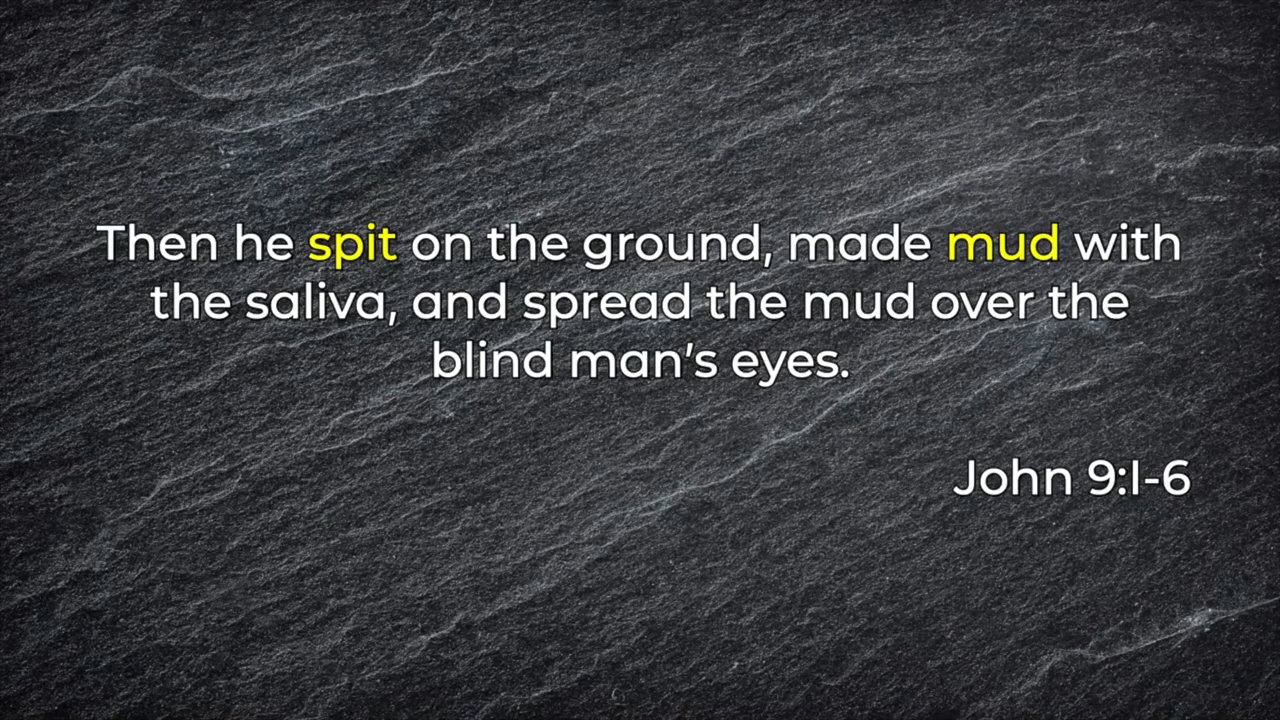 Then he spit on the ground, made mud with
the saliva, and spread the mud over the
blind man's eyes.
John 9:I-6